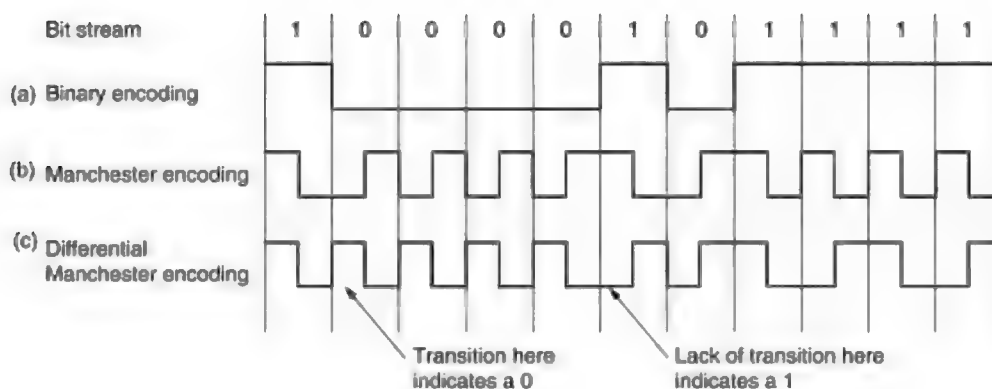 Bit stream 1 0 0 0 0 1 0 1 1 1 1
(a) Binary encoding
(b) Manchester encoding
(c) Differential
Manchester encoding
Transition here
indicates a 0
Lack of transition here
indicates a 1